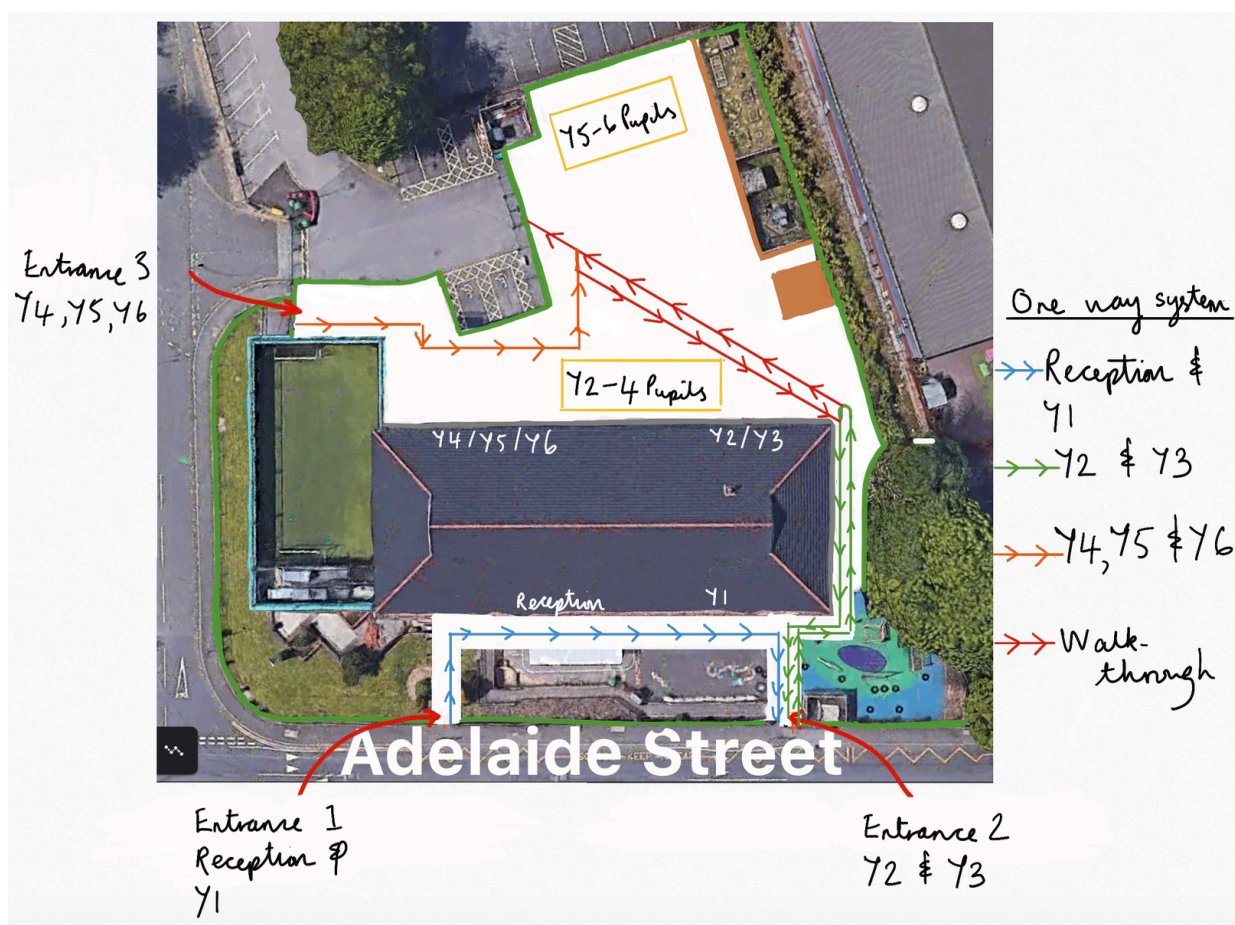 Y5-6 Pupils
Entrance 3
Y4, Y5, Y6
One way system
Reception &
Y1
Y2 & Y3
Y4, Y5 & Y6
Walk-
through
Y2-4 Pupils
Y4/Y5/Y6
Y2/Y3
Reception
Y1
Adelaide Street
Entrance 1
Reception &
Y1
Entrance 2
Y2 & Y3